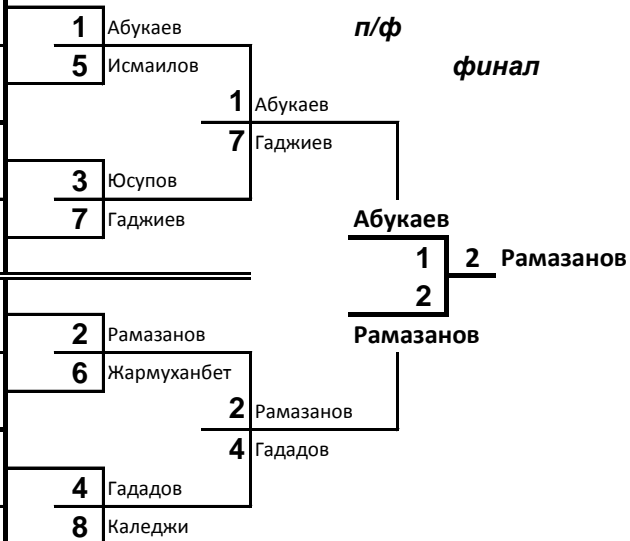 1 Абукаев
п/ф
5 Исмаилов
финал
1 Абукаев
7 Гаджиев
3 Юсупов
7 Гаджиев
Абукаев
1
2 Рамазанов
2
Рамазанов
2 Рамазанов
6 Жармуханбет
2 Рамазанов
4 Гададов
4 Гададов
8 Каледжи